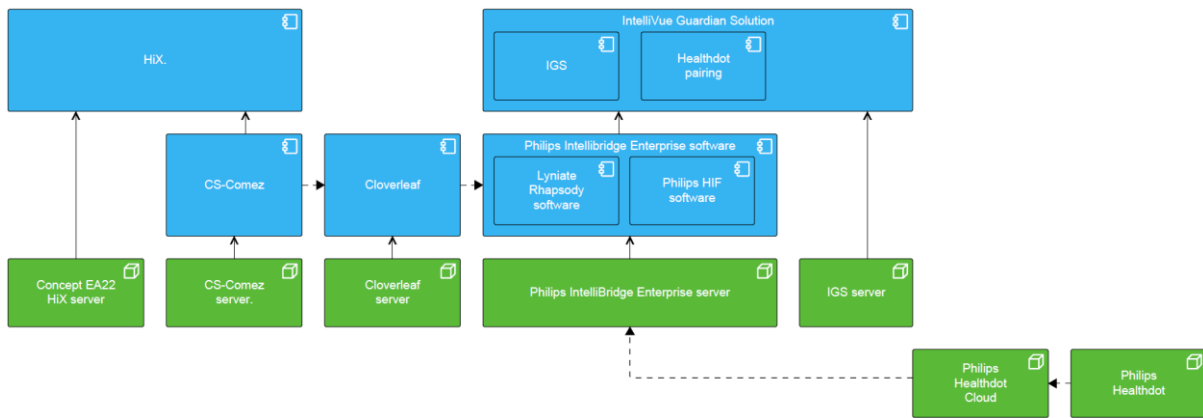 IntelliVue Guardian Solution
HiX.
IGS
Healthdot
pairing
Philips Intellibridge Enterprise software
CS-Comez
Cloverleaf
Lyniate
Rhapsody
software
Philips HIF
software
Concept EA22
HiX server
CS-Comez
server.
Cloverleaf
server
Philips IntelliBridge Enterprise server
IGS server
Philips
Healthdot
Cloud
Philips
Healthdot